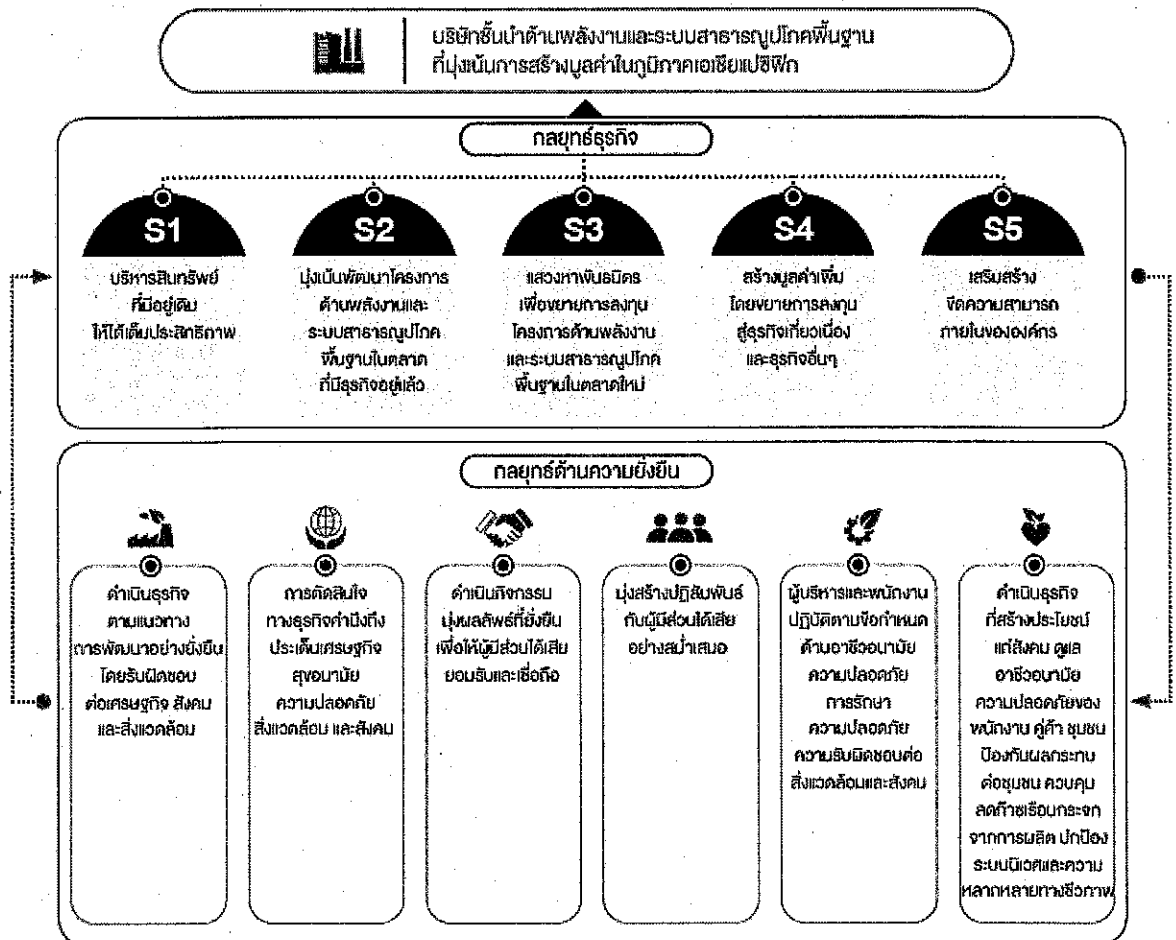 บริษัทชั้นนำด้านพลังงานและระบบสาธารณูปโภคพื้นฐาน
ที่มุ่งเน้นการสร้างมูลค่าในภูมิภาคเอเชียแปซิฟิก
กลยุทธ์ธุรกิจ
S1
บริหารสินทรัพย์
ที่มีอยู่เดิม
ให้ได้เต็มประสิทธิภาพ
S2
มุ่งเน้นพัฒนาโครงการ
ด้านพลังงานและ
ระบบสาธารณูปโภค
พื้นฐานในตลาด
ที่มีธุรกิจอยู่แล้ว
S3
แสวงหาพันธมิตร
เพื่อขยายการลงทุน
โครงการด้านพลังงาน
และระบบสาธารณูปโภค
พื้นฐานในตลาดใหม่
S4
สร้างมูลค่าเพิ่ม
โดยขยายการลงทุน
สู่ธุรกิจเกี่ยวเนื่อง
และธุรกิจอื่นๆ
S5
เสริมสร้าง
ขีดความสามารถ
ภายในขององค์กร
กลยุทธ์ด้านความยั่งยืน
ดำเนินธุรกิจ
ตามแนวทาง
การพัฒนาอย่างยั่งยืน
โดยรับผิดชอบ
ต่อเศรษฐกิจ สังคม
และสิ่งแวดล้อม
การตัดสินใจ
ทางธุรกิจคำนึงถึง
ประเด็นเศรษฐกิจ
สุขอนามัย
ความปลอดภัย
สิ่งแวดล้อม และสังคม
ดำเนินกิจกรรม
มุ่งผลลัพธ์ที่ยั่งยืน
เพื่อให้ผู้มีส่วนได้เสีย
ยอมรับและเชื่อถือ
มุ่งสร้างปฏิสัมพันธ์
กับผู้มีส่วนได้เสีย
อย่างสม่ำเสมอ
ผู้บริหารและพนักงาน
ปฏิบัติตามข้อกำหนด
ด้านอาชีวอนามัย
ความปลอดภัย
การรักษา
ความปลอดภัย
ความรับผิดชอบต่อ
สิ่งแวดล้อมและสังคม
ดำเนินธุรกิจ
ที่สร้างประโยชน์
แก่สังคม ดูแล
อาชีวอนามัย
ความปลอดภัยของ
พนักงาน คู่ค้า ชุมชน
ป้องกันผลกระทบ
ต่อชุมชน ควบคุม
ลดก๊าซเรือนกระจก
จากการผลิต ปกป้อง
ระบบนิเวศและความ
หลากหลายทางชีวภาพ